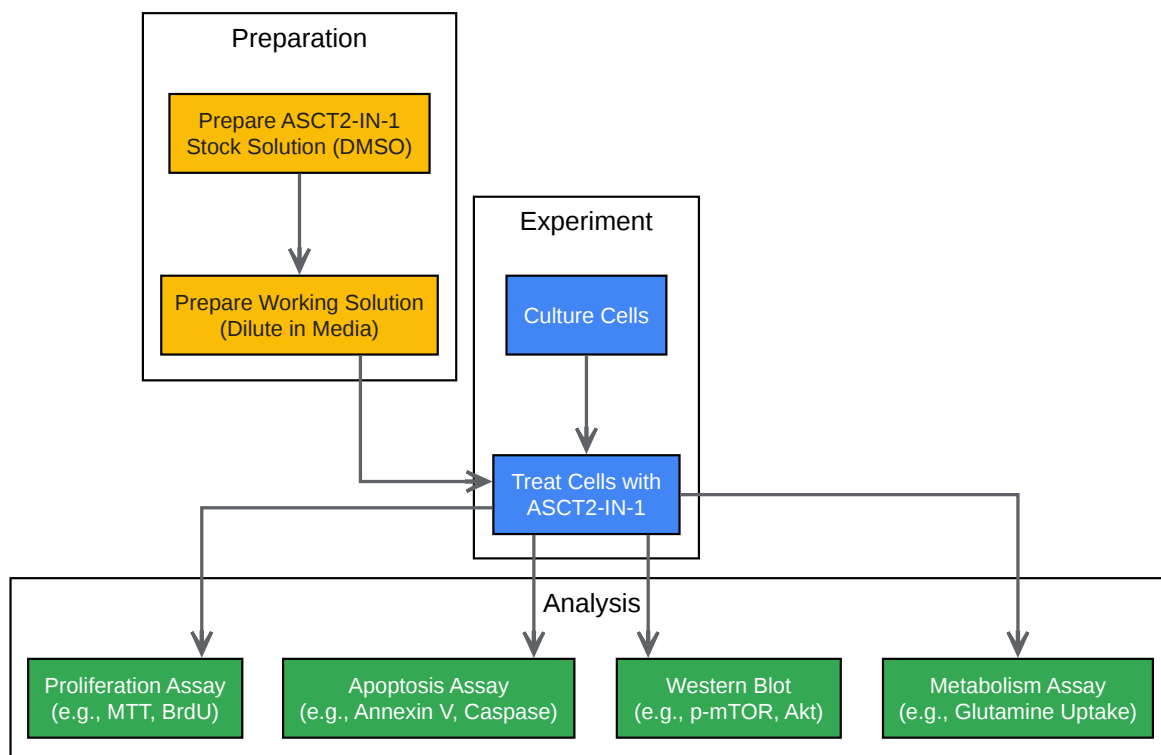 Preparation
Prepare ASCT2-IN-1
Stock Solution (DMSO)
Prepare Working Solution
(Dilute in Media)
Experiment
Culture Cells
Treat Cells with
ASCT2-IN-1
Analysis
Proliferation Assay
(e.g., MTT, BrdU)
Apoptosis Assay
(e.g., Annexin V, Caspase)
Western Blot
(e.g., p-mTOR, Akt)
Metabolism Assay
(e.g., Glutamine Uptake)